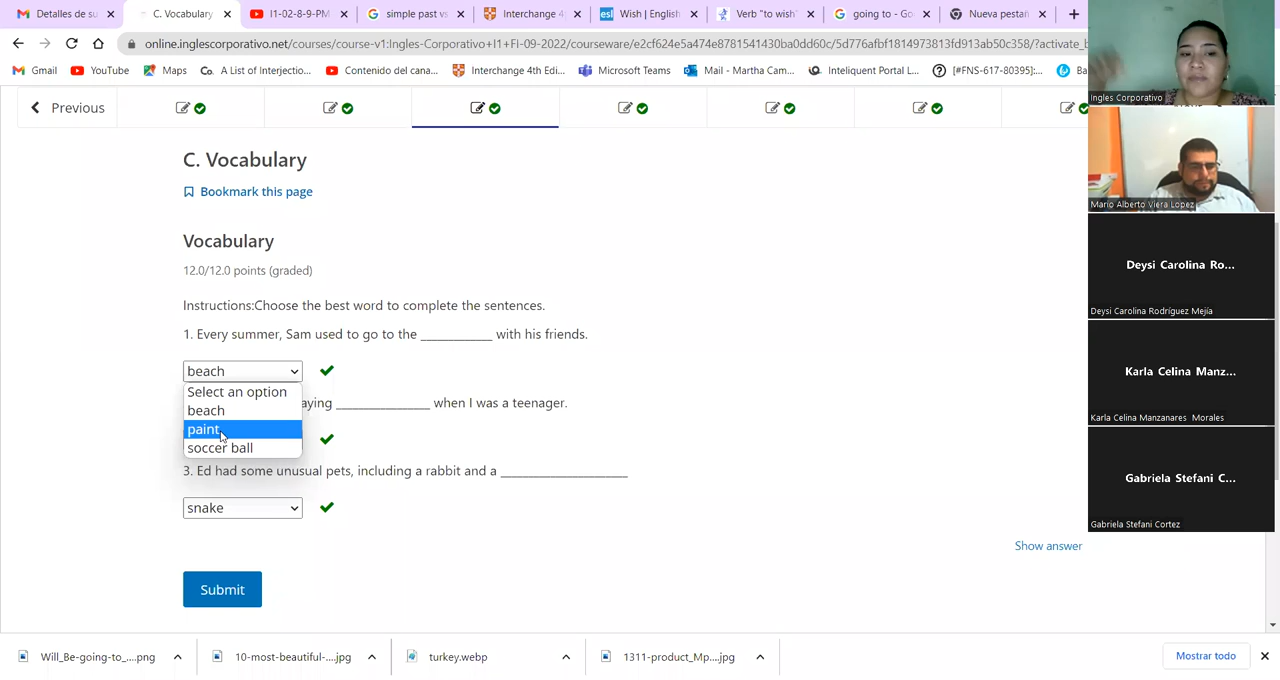 Detalles de su
C. Vocabulary
I1-02-8-9-PM
simple past vs
Interchange 4
Wish | English
Verb "to wish"
going to - Go
Nueva pestañ
online.inglescorporativo.net/courses/course-v1:Ingles-Corporativo+I1+FI-09-2022/courseware/e2cf624e5a474e8781541430ba0dd60c/5d776afbf1814973813fd913ab50c358/?activate_b
Gmail
YouTube
Maps
A List of Interjectio...
Contenido del cana...
Interchange 4th Edi...
Microsoft Teams
Mail - Martha Cam...
Inteliquent Portal L...
[#FNS-617-80395]:...
Ba
Previous
C. Vocabulary
Bookmark this page
Vocabulary
12.0/12.0 points (graded)
Instructions:Choose the best word to complete the sentences.
1. Every summer, Sam used to go to the ____________ with his friends.
beach
Select an option
beach
paint
soccer ball
aying ________________ when I was a teenager.
3. Ed had some unusual pets, including a rabbit and a ______________________
snake
Show answer
Submit
Ingles Corporativo
Mario Alberto Viera Lopez
Deysi Carolina Ro...
Deysi Carolina Rodríguez Mejía
Karla Celina Manz...
Karla Celina Manzanares Morales
Gabriela Stefani C...
Gabriela Stefani Cortez
Will_Be-going-to_....png
10-most-beautiful-....jpg
turkey.webp
1311-product_Mp....jpg
Mostrar todo